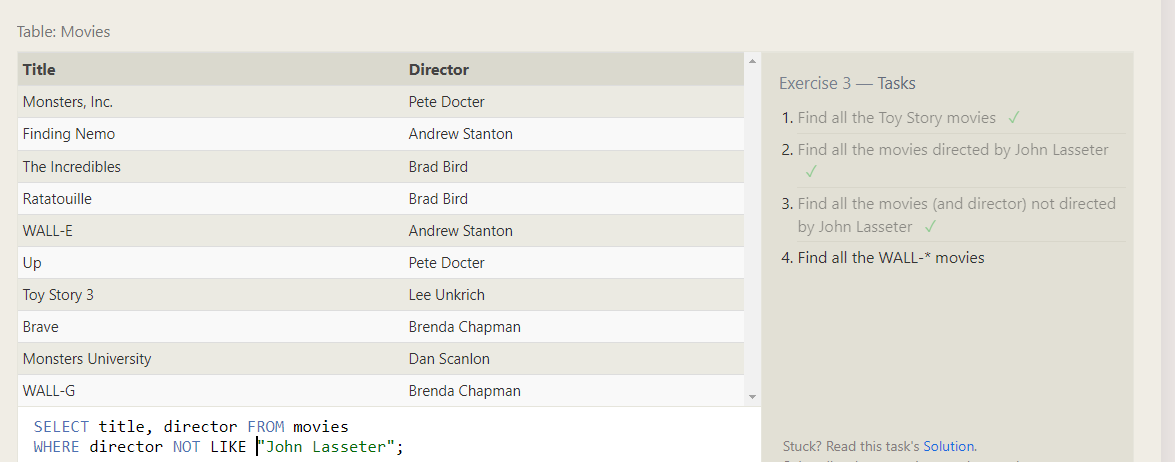 Table: Movies
Title Director
Monsters, Inc. Pete Docter
Finding Nemo Andrew Stanton
The Incredibles Brad Bird
Ratatouille Brad Bird
WALL-E Andrew Stanton
Up Pete Docter
Toy Story 3 Lee Unkrich
Brave Brenda Chapman
Monsters University Dan Scanlon
WALL-G Brenda Chapman
SELECT title, director FROM movies
WHERE director NOT LIKE "John Lasseter";
Exercise 3 — Tasks
1. Find all the Toy Story movies ✓
2. Find all the movies directed by John Lasseter
✓
3. Find all the movies (and director) not directed
by John Lasseter ✓
4. Find all the WALL-* movies
Stuck? Read this task's Solution.